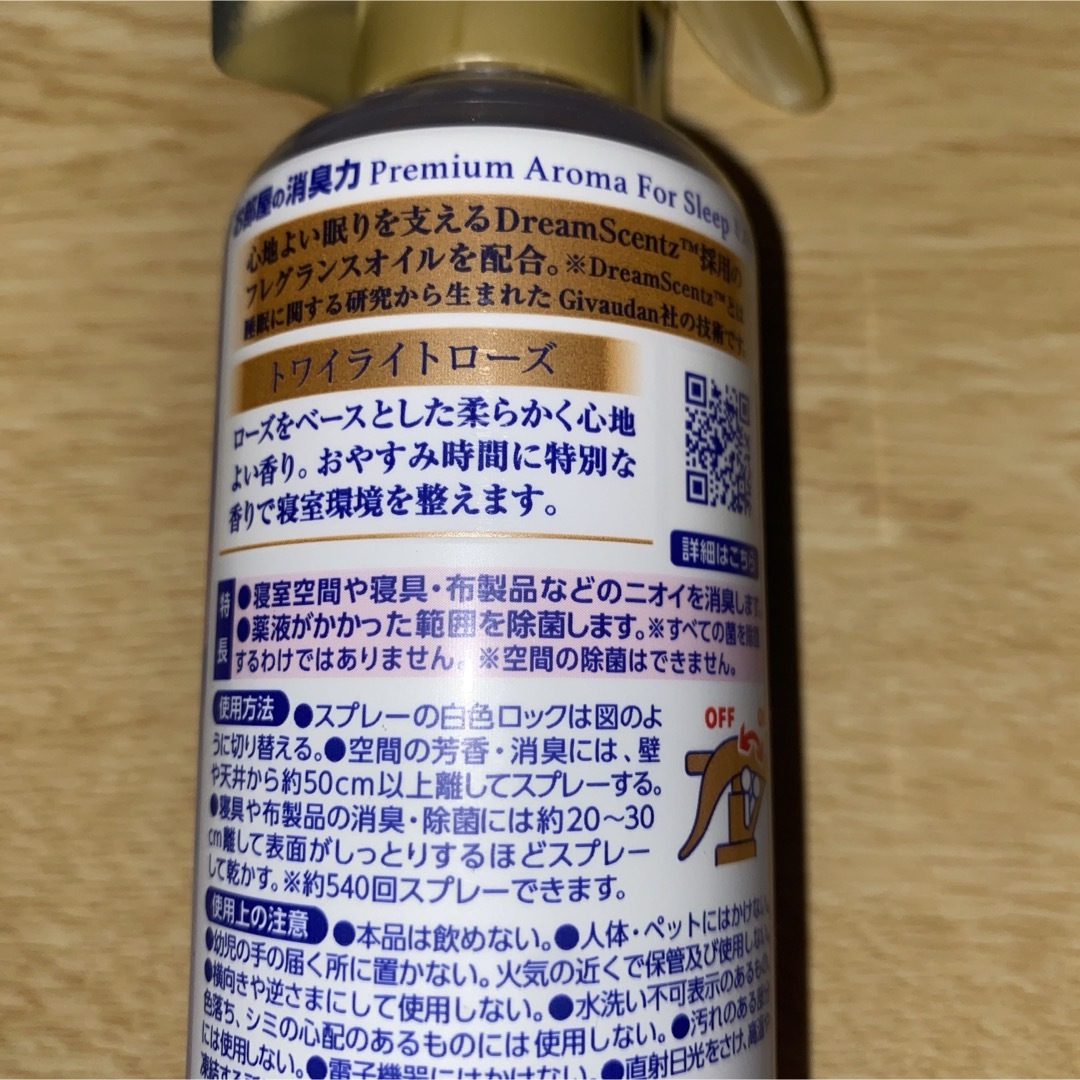 お部屋の消臭力 Premium Aroma For Sleep
心地よい眠りを支えるDreamScentz™採用の
フレグランスオイルを配合。※DreamScentz™とは
睡眠に関する研究から生まれた Givaudan社の技術です
トワイライトローズ
ローズをベースとした柔らかく心地
よい香り。おやすみ時間に特別な
香りで寝室環境を整えます。
詳細はこちら
特長
●寝室空間や寝具・布製品などのニオイを消臭します。
●薬液がかかった範囲を除菌します。※すべての菌を除菌
するわけではありません。※空間の除菌はできません。
使用方法 ●スプレーの白色ロックは図のよ
うに切り替える。●空間の芳香・消臭には、壁
や天井から約50cm以上離してスプレーする。
●寝具や布製品の消臭・除菌には約20～30
cm離して表面がしっとりするほどスプレー
して乾かす。※約540回スプレーできます。
OFF
使用上の注意 ●本品は飲めない。●人体・ペットにはかけない。
●幼児の手の届く所に置かない。火気の近くで保管及び使用しない。
●横向きや逆さまにして使用しない。●水洗い不可表示のあるもの、
色落ち、シミの心配のあるものには使用しない。●汚れのある
には使用しない。●電子機器にはかけない。●直射日光をさけ、高温や
凍結する